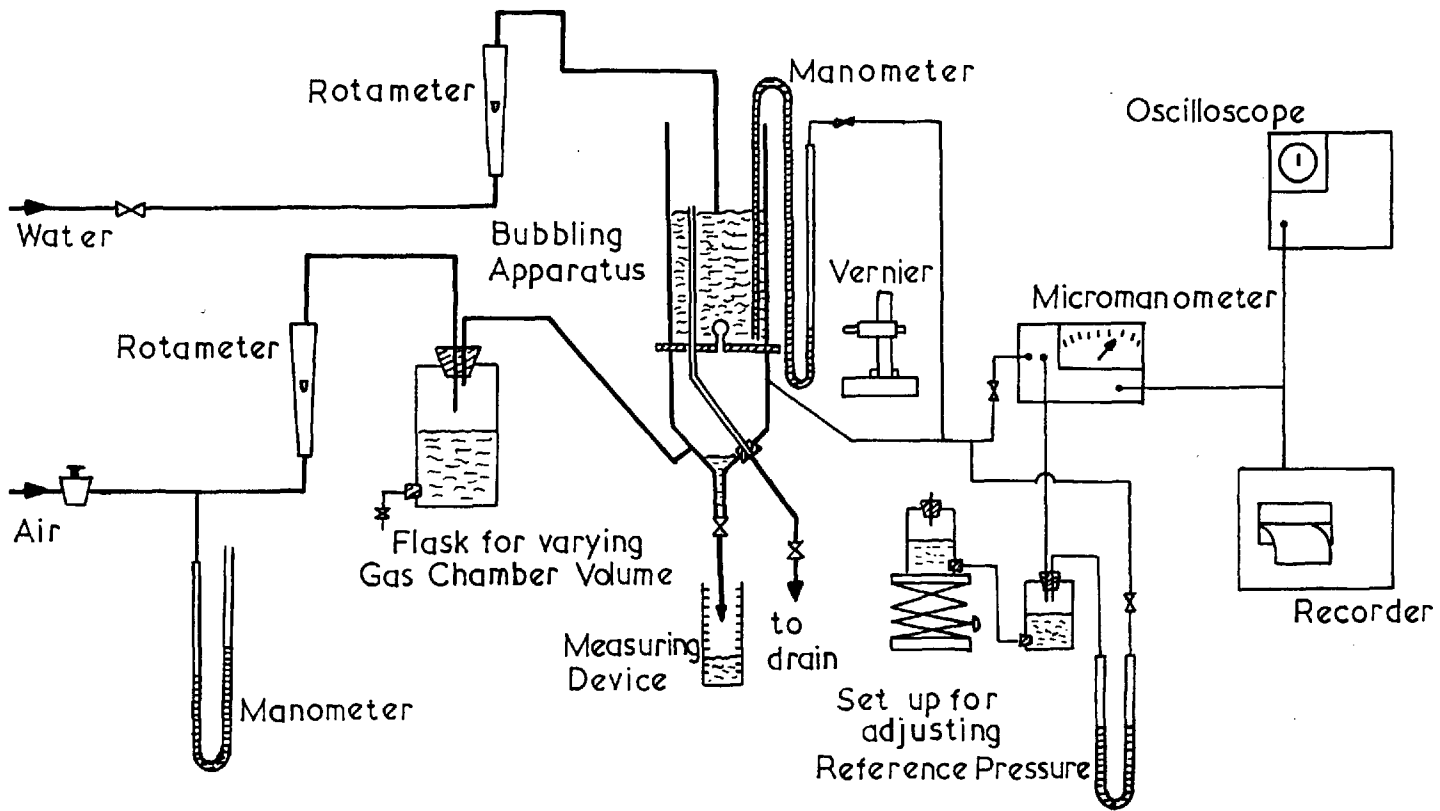 Manometer
Rotameter
Oscilloscope
Water
Bubbling
Apparatus
Vernier
Micromanometer
Rotameter
Air
Flask for varying
Gas Chamber Volume
Measuring
Device
to
drain
Recorder
Manometer
Set up for
adjusting
Reference Pressure